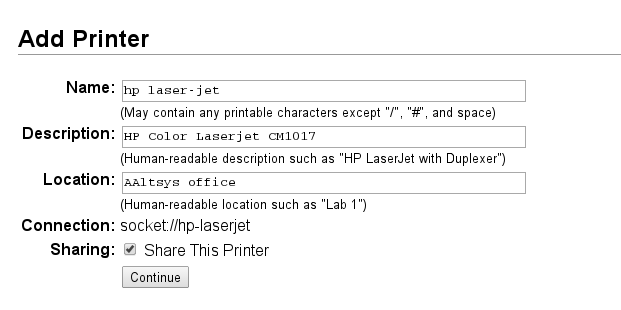 Add Printer
Name: hp laser-jet
(May contain any printable characters except "/", "#", and space)
Description: HP Color Laserjet CM1017
(Human-readable description such as "HP LaserJet with Duplexer")
Location: AAltsys office
(Human-readable location such as "Lab 1")
Connection: socket://hp-laserjet
Sharing: Share This Printer
Continue